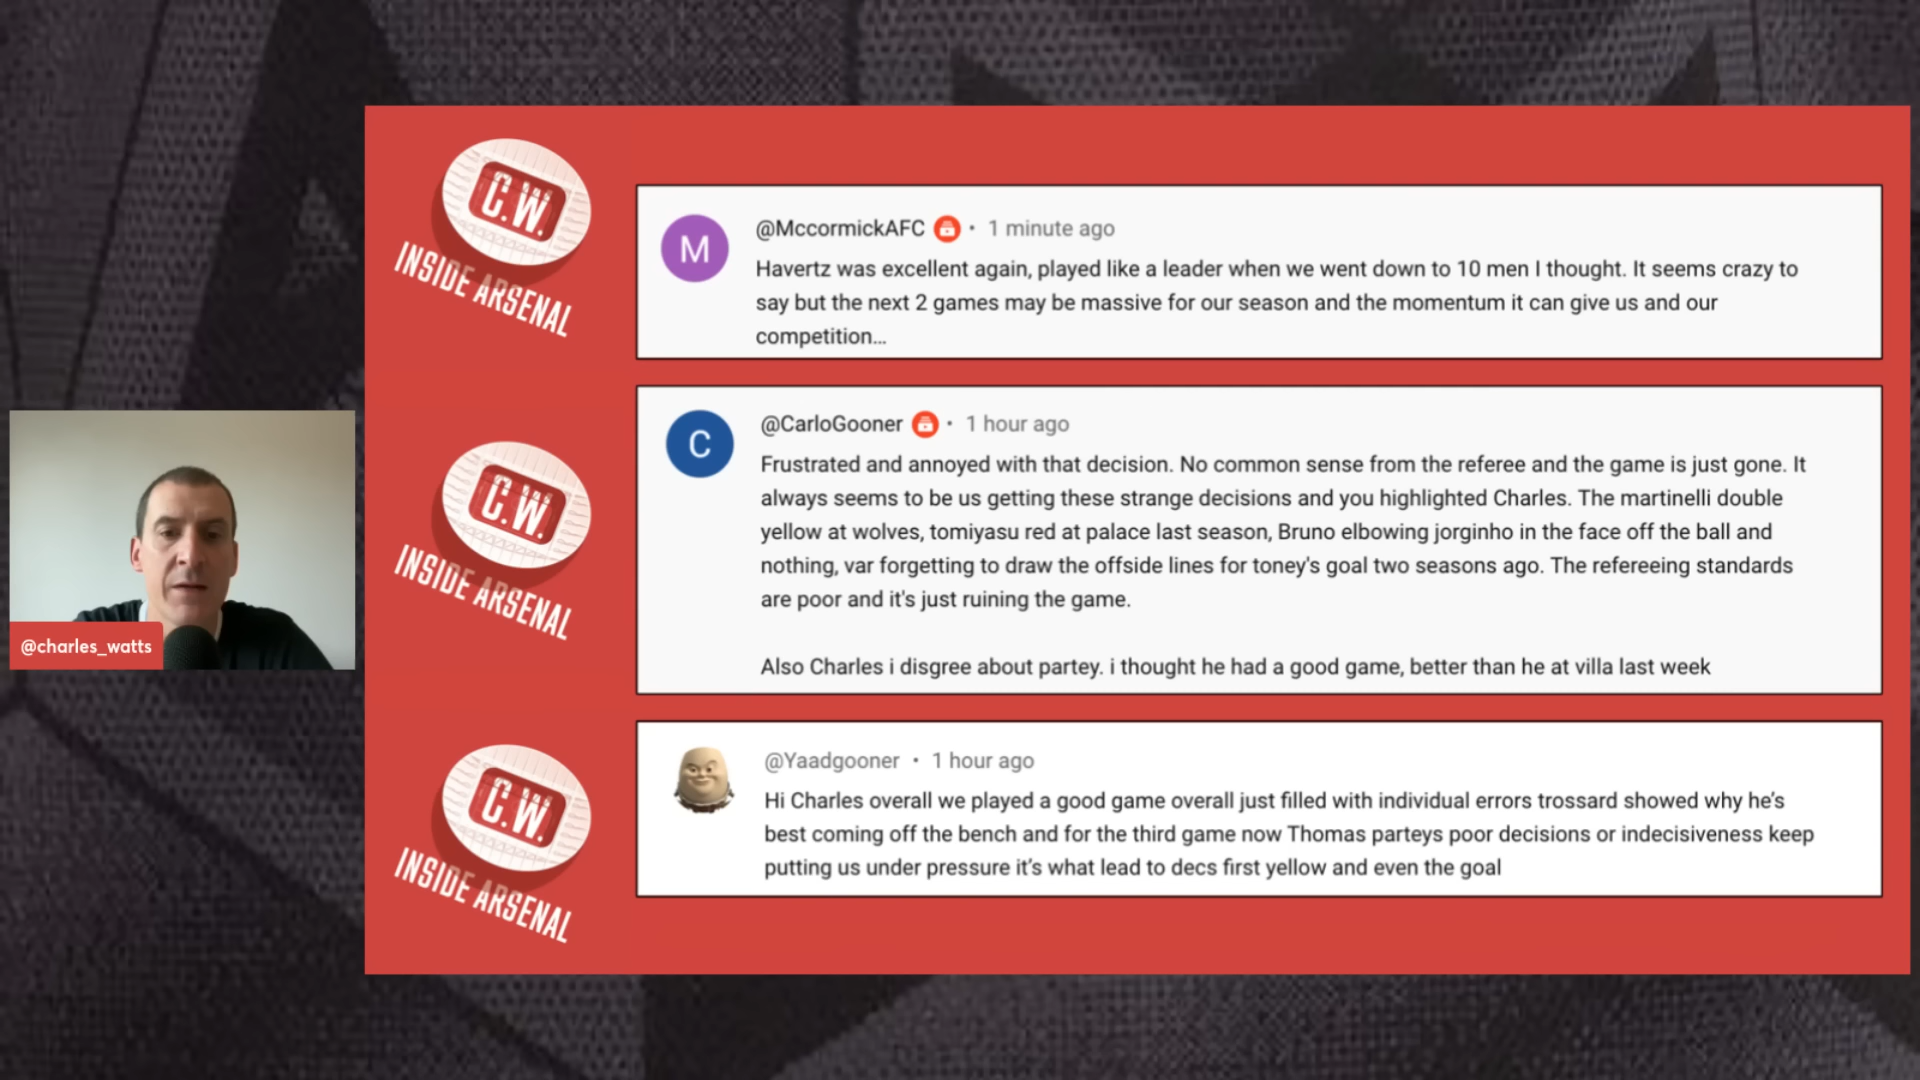 C.W.
INSIDE ARSENAL
M
@MccormickAFC • 1 minute ago
Havertz was excellent again, played like a leader when we went down to 10 men I thought. It seems crazy to
say but the next 2 games may be massive for our season and the momentum it can give us and our
competition...
C.W.
INSIDE ARSENAL
C
@CarloGooner • 1 hour ago
Frustrated and annoyed with that decision. No common sense from the referee and the game is just gone. It
always seems to be us getting these strange decisions and you highlighted Charles. The martinelli double
yellow at wolves, tomiyasu red at palace last season, Bruno elbowing jorginho in the face off the ball and
nothing, var forgetting to draw the offside lines for toney's goal two seasons ago. The refereeing standards
are poor and it's just ruining the game.
Also Charles i disgree about partey. i thought he had a good game, better than he at villa last week
@charles_watts
C.W.
INSIDE ARSENAL
@Yaadgooner • 1 hour ago
Hi Charles overall we played a good game overall just filled with individual errors trossard showed why he's
best coming off the bench and for the third game now Thomas parteys poor decisions or indecisiveness keep
putting us under pressure it's what lead to decs first yellow and even the goal